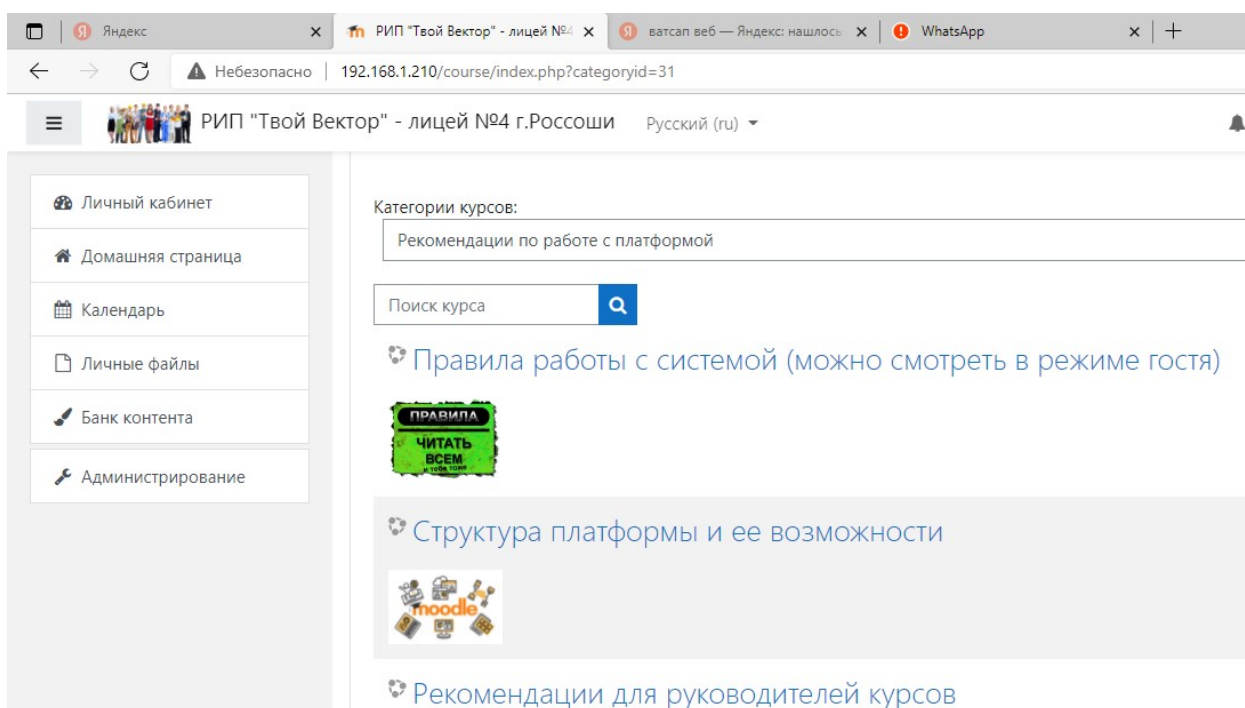 Яндекс
РИП "Твой Вектор" - лицей №4
ватсап веб — Яндекс: нашлось
WhatsApp
Небезопасно
192.168.1.210/course/index.php?categoryid=31
РИП "Твой Вектор" - лицей №4 г.Россоши
Русский (ru)
Личный кабинет
Домашняя страница
Календарь
Личные файлы
Банк контента
Администрирование
Категории курсов:
Рекомендации по работе с платформой
Поиск курса
Правила работы с системой (можно смотреть в режиме гостя)
ПРАВИЛА
ЧИТАТЬ
ВСЕМ
и тебе тоже
Структура платформы и ее возможности
moodle
Рекомендации для руководителей курсов